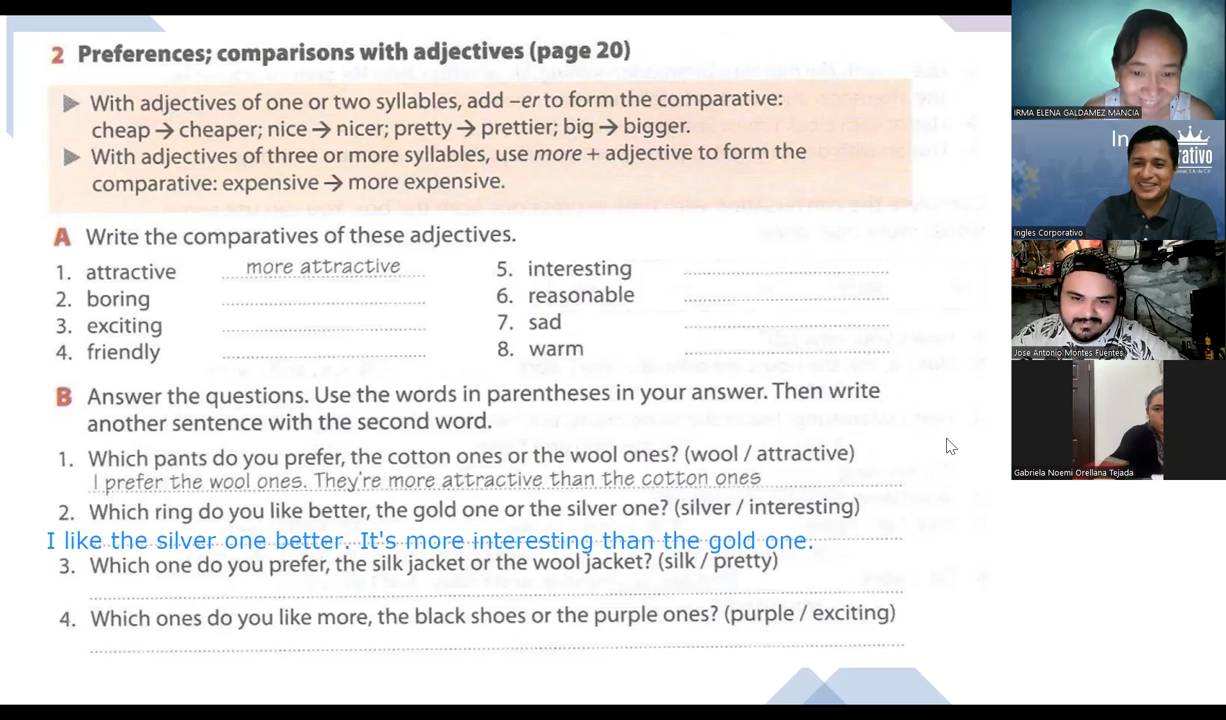 2 Preferences; comparisons with adjectives (page 20)
▶ With adjectives of one or two syllables, add –er to form the comparative:
cheap → cheaper; nice → nicer; pretty → prettier; big → bigger.
▶ With adjectives of three or more syllables, use more + adjective to form the
comparative: expensive → more expensive.
A Write the comparatives of these adjectives.
1. attractive more attractive
2. boring
3. exciting
4. friendly
5. interesting
6. reasonable
7. sad
8. warm
B Answer the questions. Use the words in parentheses in your answer. Then write
another sentence with the second word.
1. Which pants do you prefer, the cotton ones or the wool ones? (wool / attractive)
I prefer the wool ones. They're more attractive than the cotton ones
2. Which ring do you like better, the gold one or the silver one? (silver / interesting)
I like the silver one better. It's more interesting than the gold one.
3. Which one do you prefer, the silk jacket or the wool jacket? (silk / pretty)
4. Which ones do you like more, the black shoes or the purple ones? (purple / exciting)
IRMA ELENA GALDAMEZ MANCIA
Ingles Corporativo
Jose Antonio Montes Fuentes
Gabriela Noemi Orellana Tejada